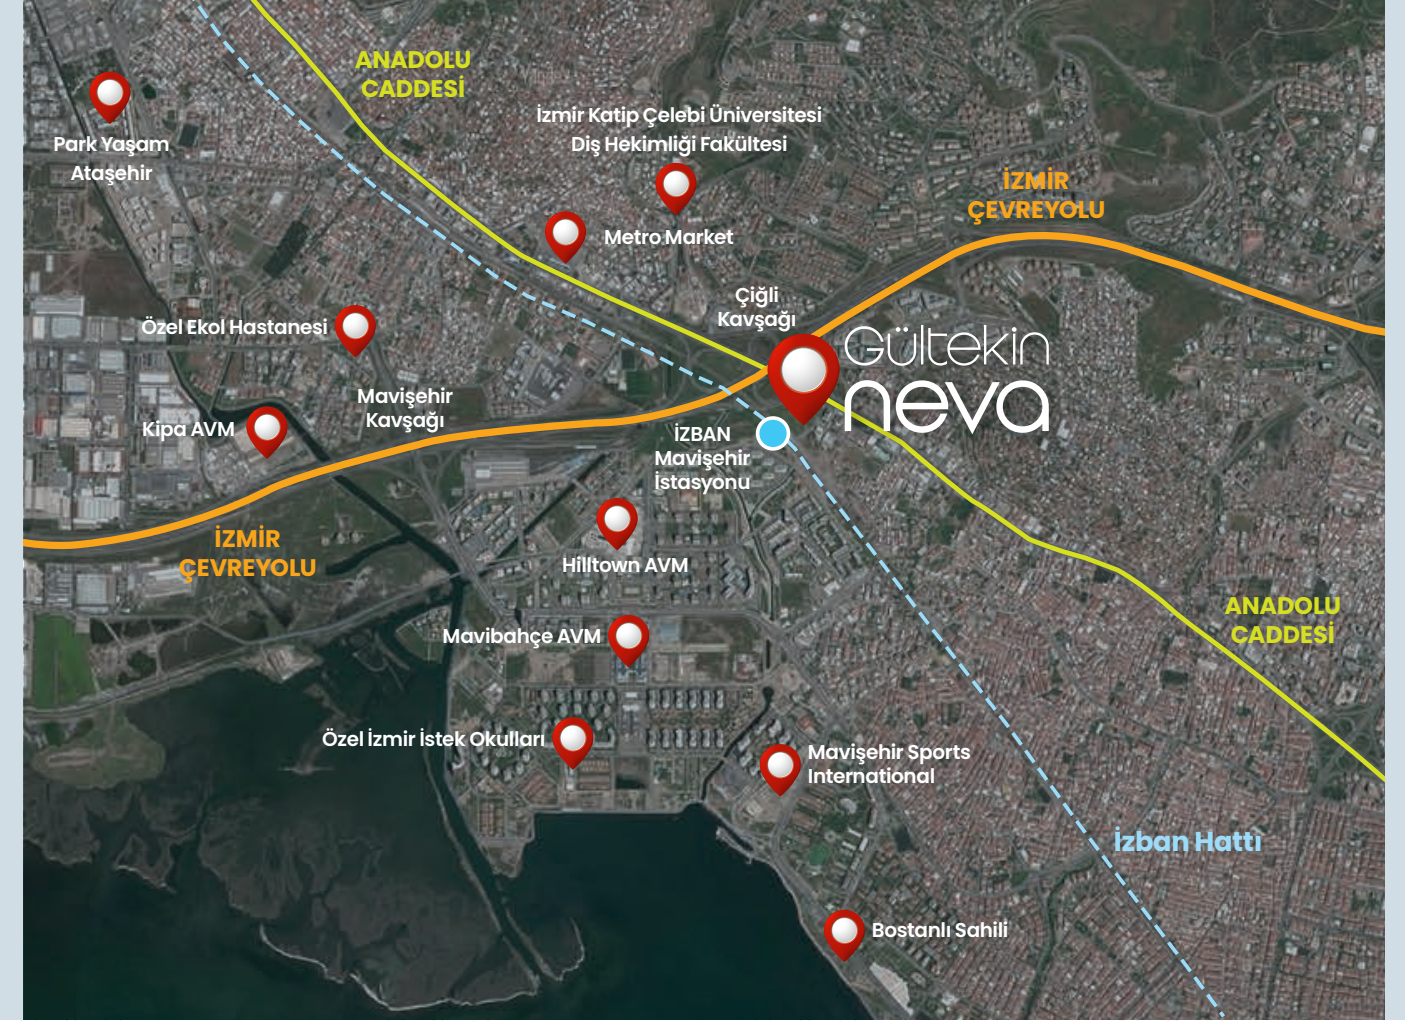 ANADOLU
CADDESİ
Park Yaşam
Ataşehir
İzmir Katip Çelebi Üniversitesi
Diş Hekimliği Fakültesi
İZMİR
ÇEVREYOLU
Metro Market
Çiğli
Kavşağı
Özel Ekol Hastanesi
Gültekin
neva
Mavişehir
Kavşağı
Kipa AVM
İZBAN
Mavişehir
İstasyonu
İZMİR
ÇEVREYOLU
Hilltown AVM
ANADOLU
CADDESİ
Mavibahçe AVM
Özel İzmir İstek Okulları
Mavişehir Sports
International
İzban Hattı
Bostanlı Sahili